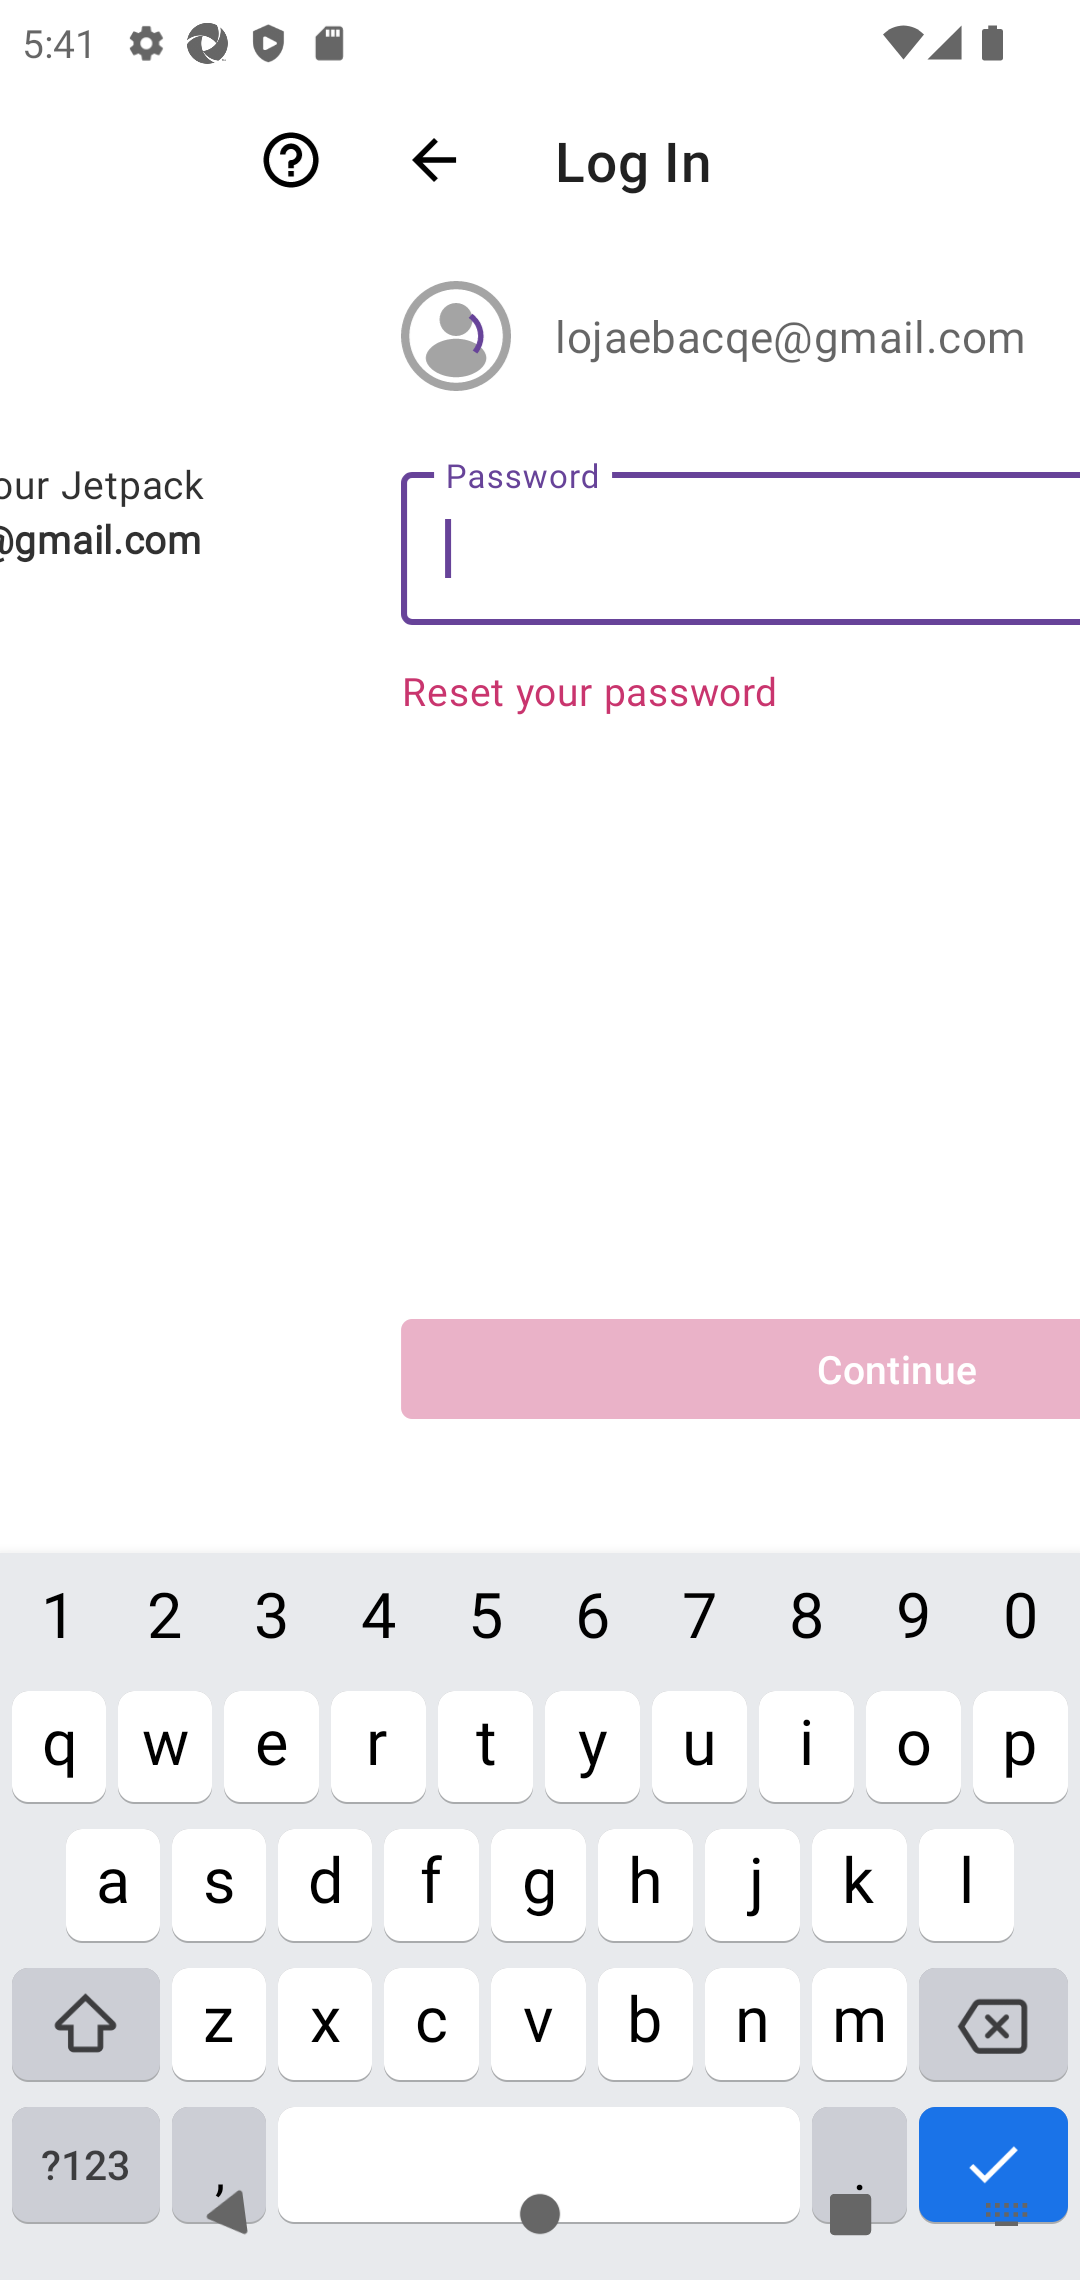 5:41
Log In
lojaebacqe@gmail.com
our Jetpack
@gmail.com
Password
Reset your password
Continue
1 2 3 4 5 6 7 8 9 0
q w e r t y u i o p
a s d f g h j k l
z x c v b n m
?123 , .